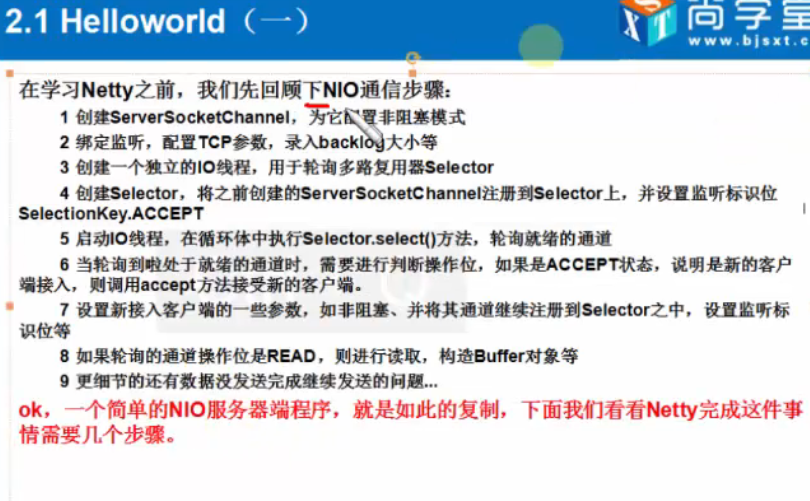 2.1 Helloworld（一）
尚学堂
www.bjsxt.com
在学习Netty之前，我们先回顾下NIO通信步骤：
1 创建ServerSocketChannel，为它配置非阻塞模式
2 绑定监听，配置TCP参数，录入backlog大小等
3 创建一个独立的IO线程，用于轮询多路复用器Selector
4 创建Selector，将之前创建的ServerSocketChannel注册到Selector上，并设置监听标识位
SelectionKey.ACCEPT
5 启动IO线程，在循环体中执行Selector.select()方法，轮询就绪的通道
6 当轮询到啦处于就绪的通道时，需要进行判断操作位，如果是ACCEPT状态，说明是新的客户
端接入，则调用accept方法接受新的客户端。
7 设置新接入客户端的一些参数，如非阻塞、并将其通道继续注册到Selector之中，设置监听标
识位等
8 如果轮询的通道操作位是READ，则进行读取，构造Buffer对象等
9 更细节的还有数据没发送完成继续发送的问题...
ok，一个简单的NIO服务器端程序，就是如此的复制，下面我们看看Netty完成这件事
情需要几个步骤。